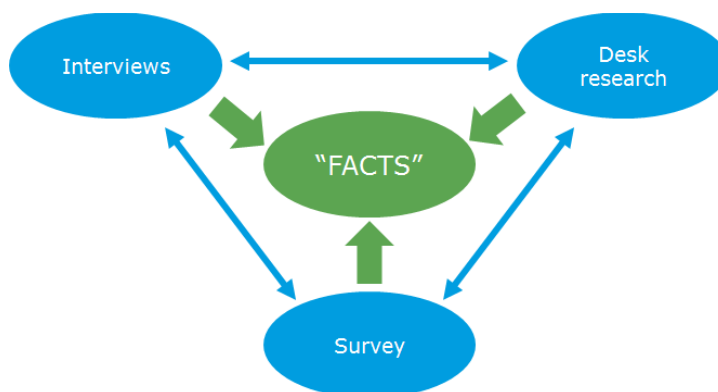 Interviews
Desk
research
“FACTS”
Survey